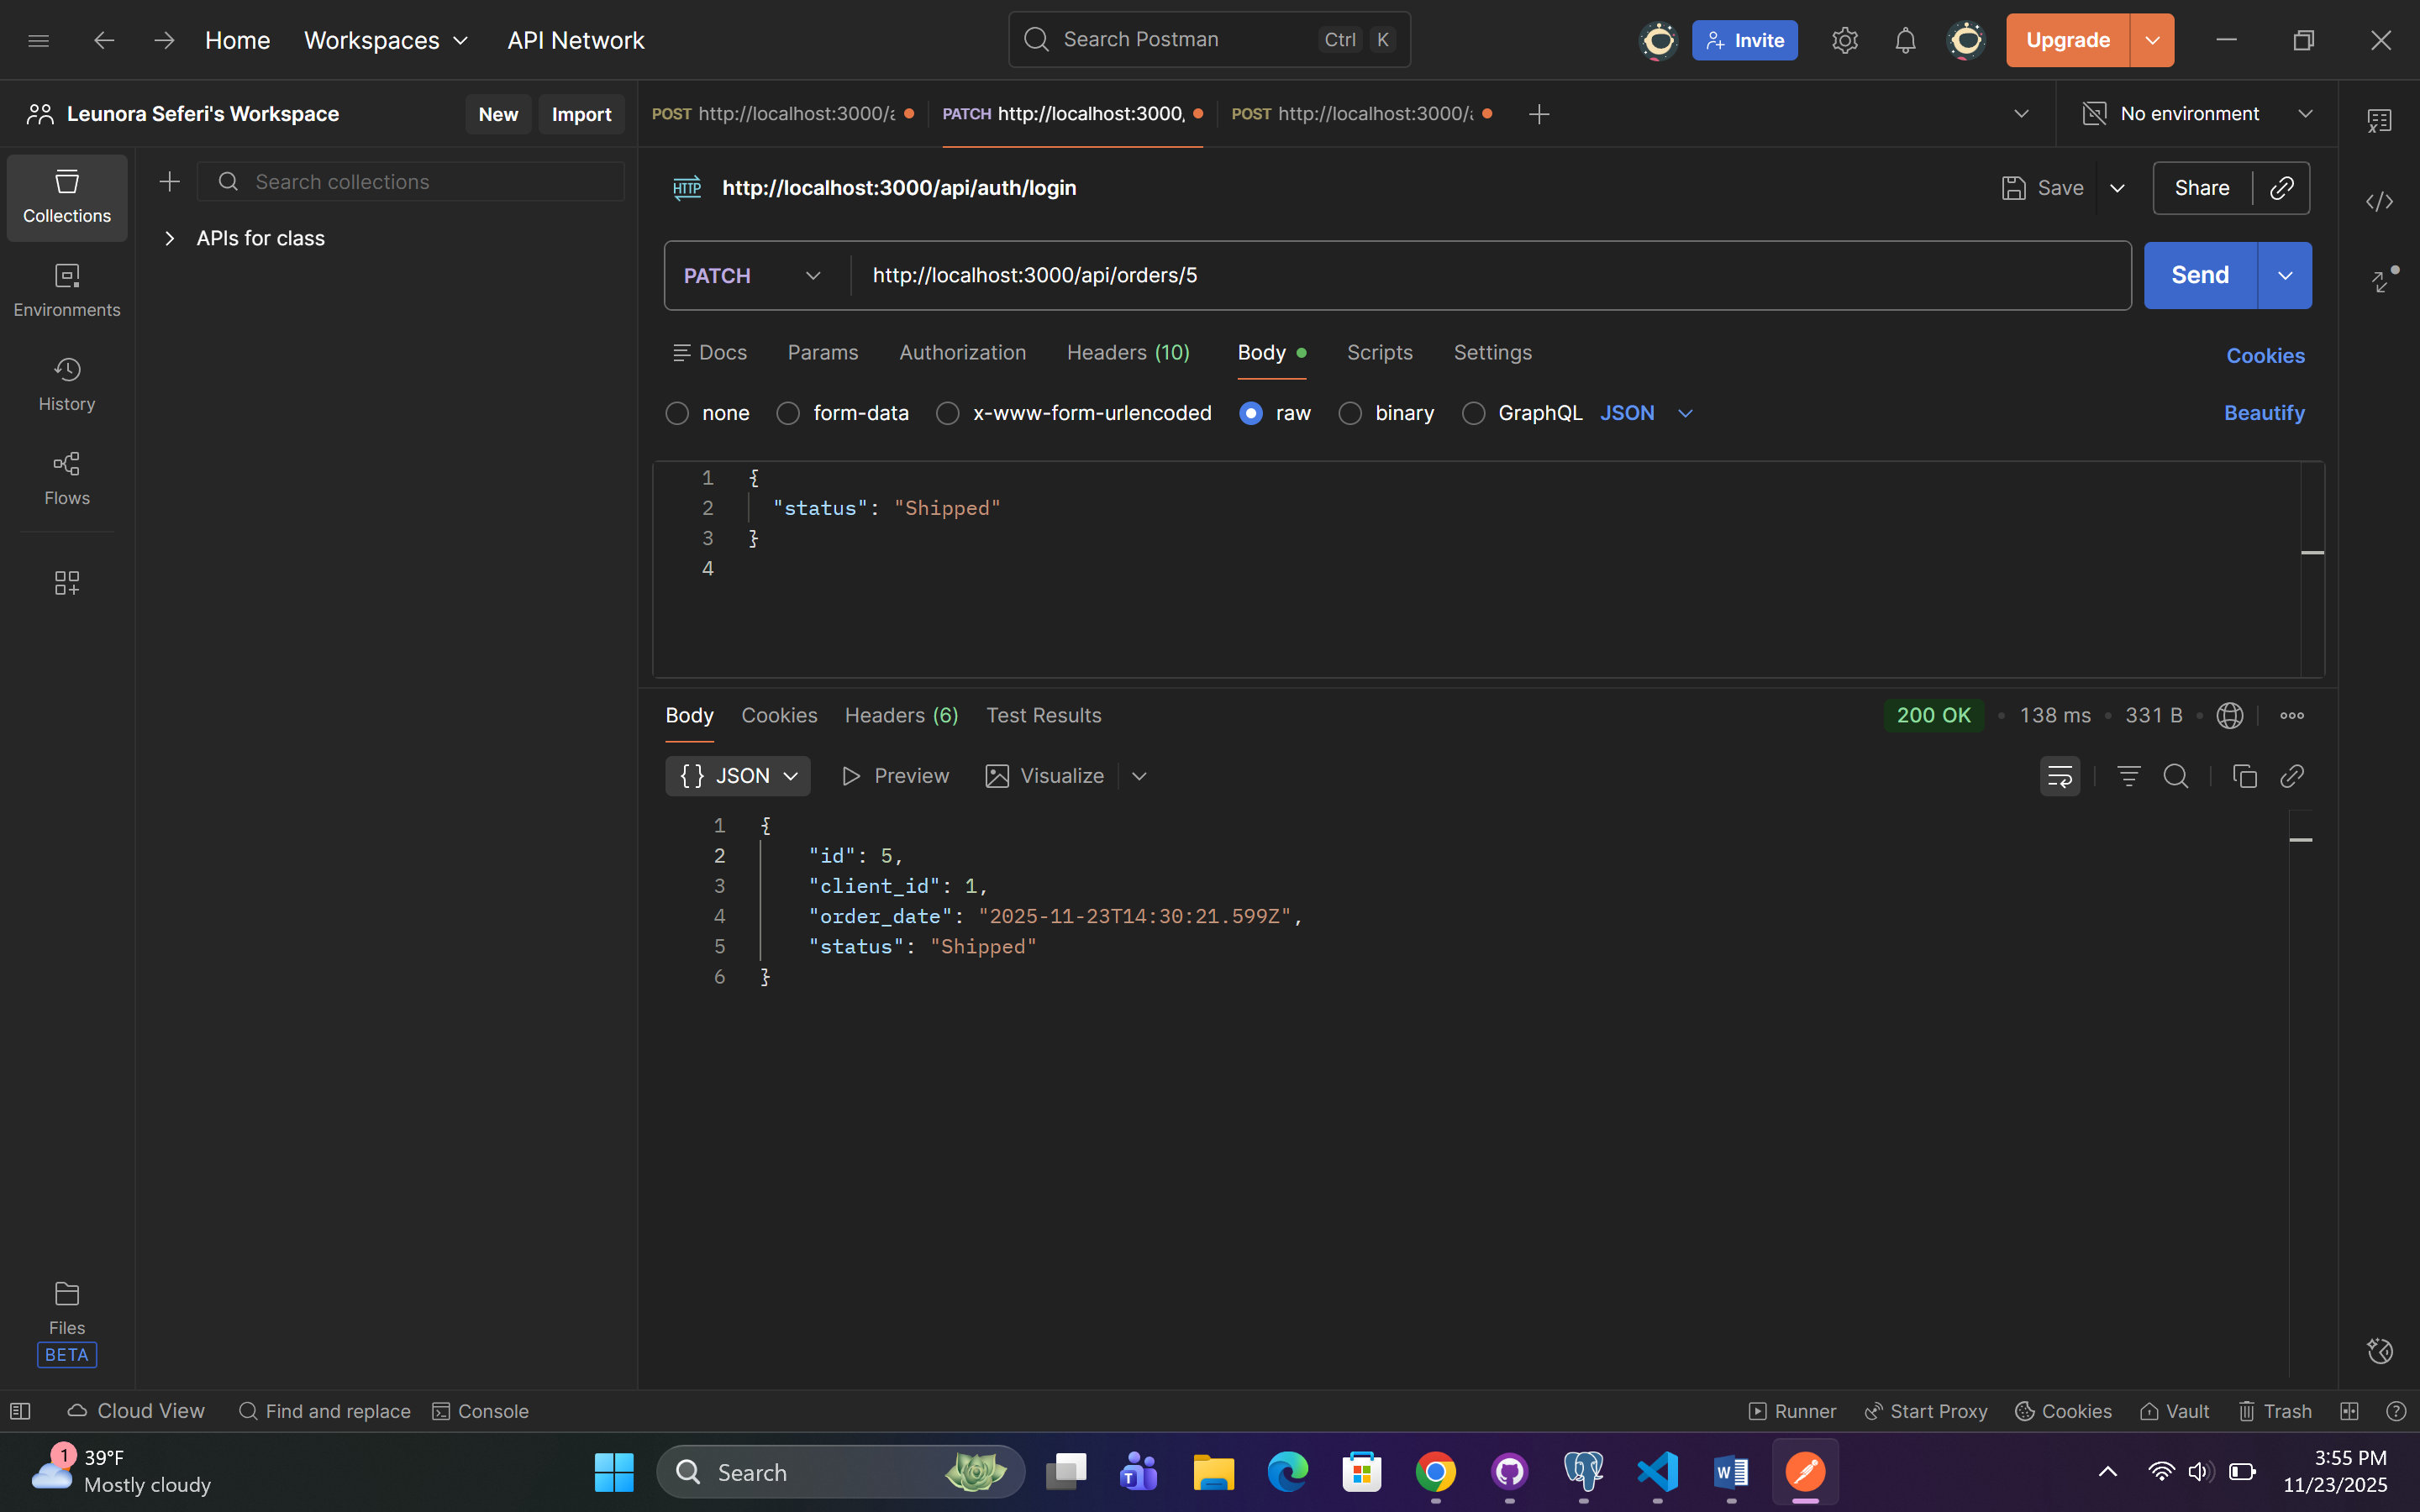 Home Workspaces API Network Search Postman Ctrl K Invite Upgrade
Leunora Seferi's Workspace New Import POST http://localhost:3000/a PATCH http://localhost:3000, POST http://localhost:3000/a No environment
Collections
Search collections
APIs for class
Environments
History
Flows
Files
BETA
HTTP http://localhost:3000/api/auth/login Save Share
PATCH http://localhost:3000/api/orders/5 Send
Docs Params Authorization Headers (10) Body Scripts Settings Cookies
none form-data x-www-form-urlencoded raw binary GraphQL JSON Beautify
1 {
2 "status": "Shipped"
3 }
4
Body Cookies Headers (6) Test Results 200 OK 138 ms 331 B
{} JSON Preview Visualize
1 {
2 "id": 5,
3 "client_id": 1,
4 "order_date": "2025-11-23T14:30:21.599Z",
5 "status": "Shipped"
6 }
Cloud View Find and replace Console Runner Start Proxy Cookies Vault Trash
1 39°F
Mostly cloudy
Search
3:55 PM
11/23/2025